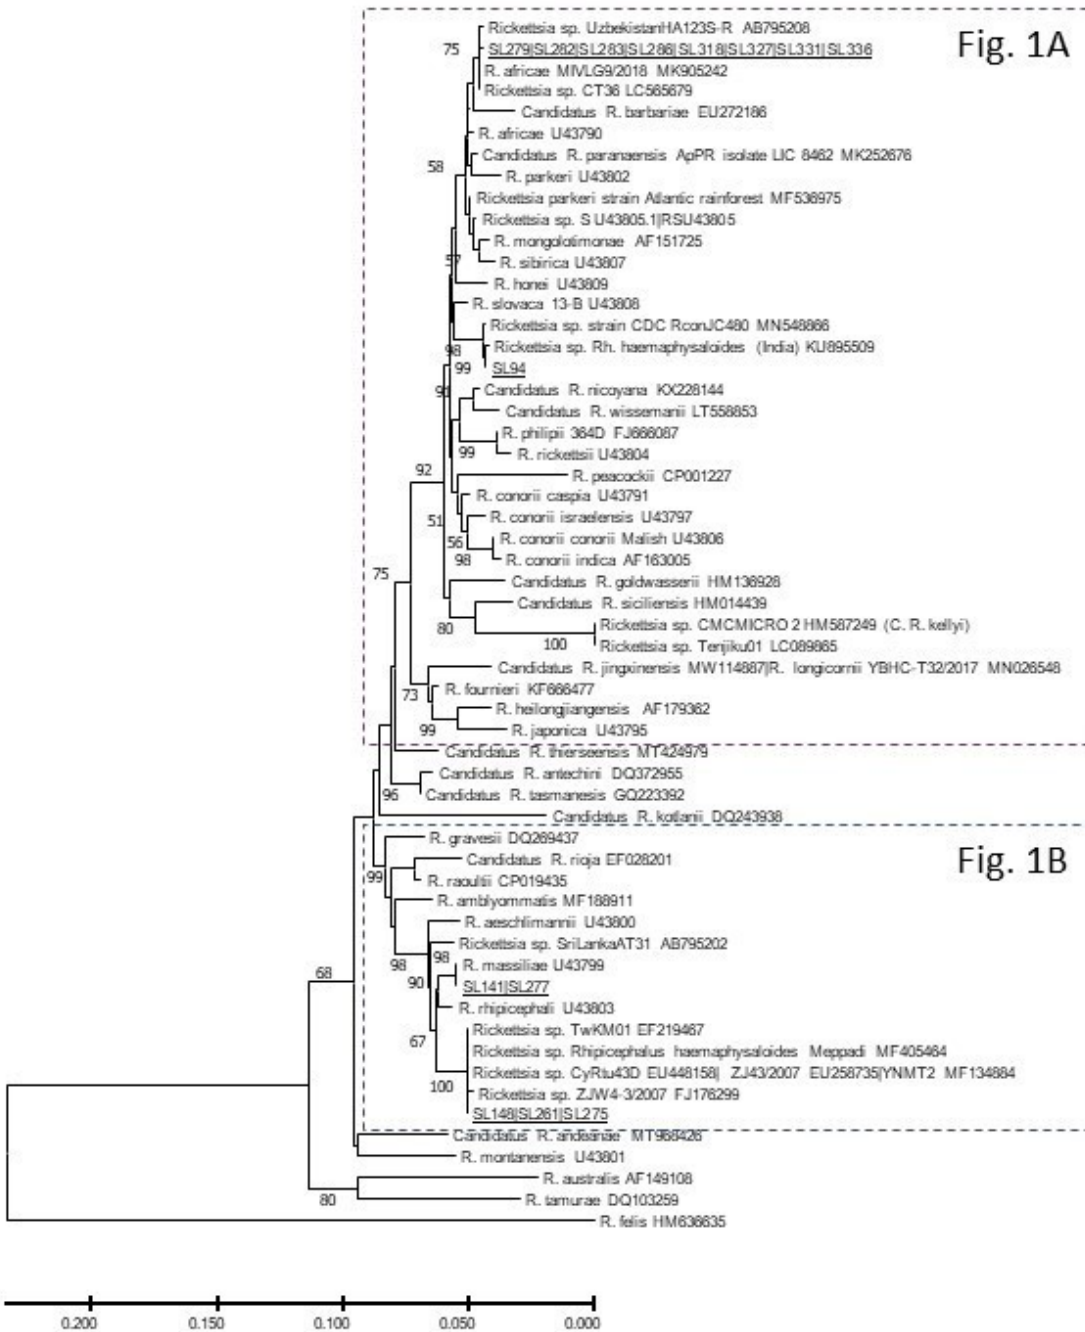 Fig. 1A
Rickettsia sp. UzbekistanHA123S-R AB795208
75
SL279|SL282|SL283|SL286|SL318|SL327|SL331|SL336
R. africae MIVLG9/2018 MK905242
Rickettsia sp. CT36 LC565679
Candidatus R. barbariae EU272186
R. africae U43790
Candidatus R. paranaensis ApPR isolate LIC 8462 MK252676
58
R. parkeri U43802
Rickettsia parkeri strain Atlantic rainforest MF536975
Rickettsia sp. S U43805.1|RSU43805
R. mongolotimonae AF151725
57
R. sibirica U43807
R. honei U43809
R. slovaca 13-B U43808
Rickettsia sp. strain CDC RconJC480 MN548866
98
Rickettsia sp. Rh. haemaphysaloides (India) KU895509
99
SL94
91
Candidatus R. nicoyana KX228144
Candidatus R. wissemanii LT558853
R. philipii 364D FJ666087
99
R. rickettsii U43804
92
R. peacockii CP001227
R. conorii caspia U43791
51
R. conorii israelensis U43797
56
R. conorii conorii Malish U43806
98
R. conorii indica AF163005
75
Candidatus R. goldwasserii HM136928
Candidatus R. siciliensis HM014439
80
Rickettsia sp. CMCMICRO 2 HM587249 (C. R. kellyi)
100
Rickettsia sp. Tenjiku01 LC089865
Candidatus R. jingxinensis MW114887|R. longicornii YBHC-T32/2017 MN026548
73
R. fournieri KF666477
R. heilongjiangensis AF179362
99
R. japonica U43795
Candidatus R. thierseensis MT424979
Candidatus R. antechini DQ372955
96
Candidatus R. tasmanesis GQ223392
Candidatus R. kotlanii DQ243938
Fig. 1B
R. gravesii DQ269437
Candidatus R. rioja EF028201
99
R. raoultii CP019435
R. amblyommatis MF188911
R. aeschlimannii U43800
Rickettsia sp. SriLankaAT31 AB795202
98
98
R. massiliae U43799
68
90
SL141|SL277
R. rhipicephali U43803
Rickettsia sp. TwKM01 EF219467
67
Rickettsia sp. Rhipicephalus haemaphysaloides Meppadi MF405464
Rickettsia sp. CyRtu43D EU448158| ZJ43/2007 EU258735|YNMT2 MF134884
100
Rickettsia sp. ZJW4-3/2007 FJ176299
SL148|SL261|SL275
Candidatus R. andeanae MT968426
R. montanensis U43801
R. australis AF149108
80
R. tamurae DQ103259
R. felis HM636635
0.200 0.150 0.100 0.050 0.000